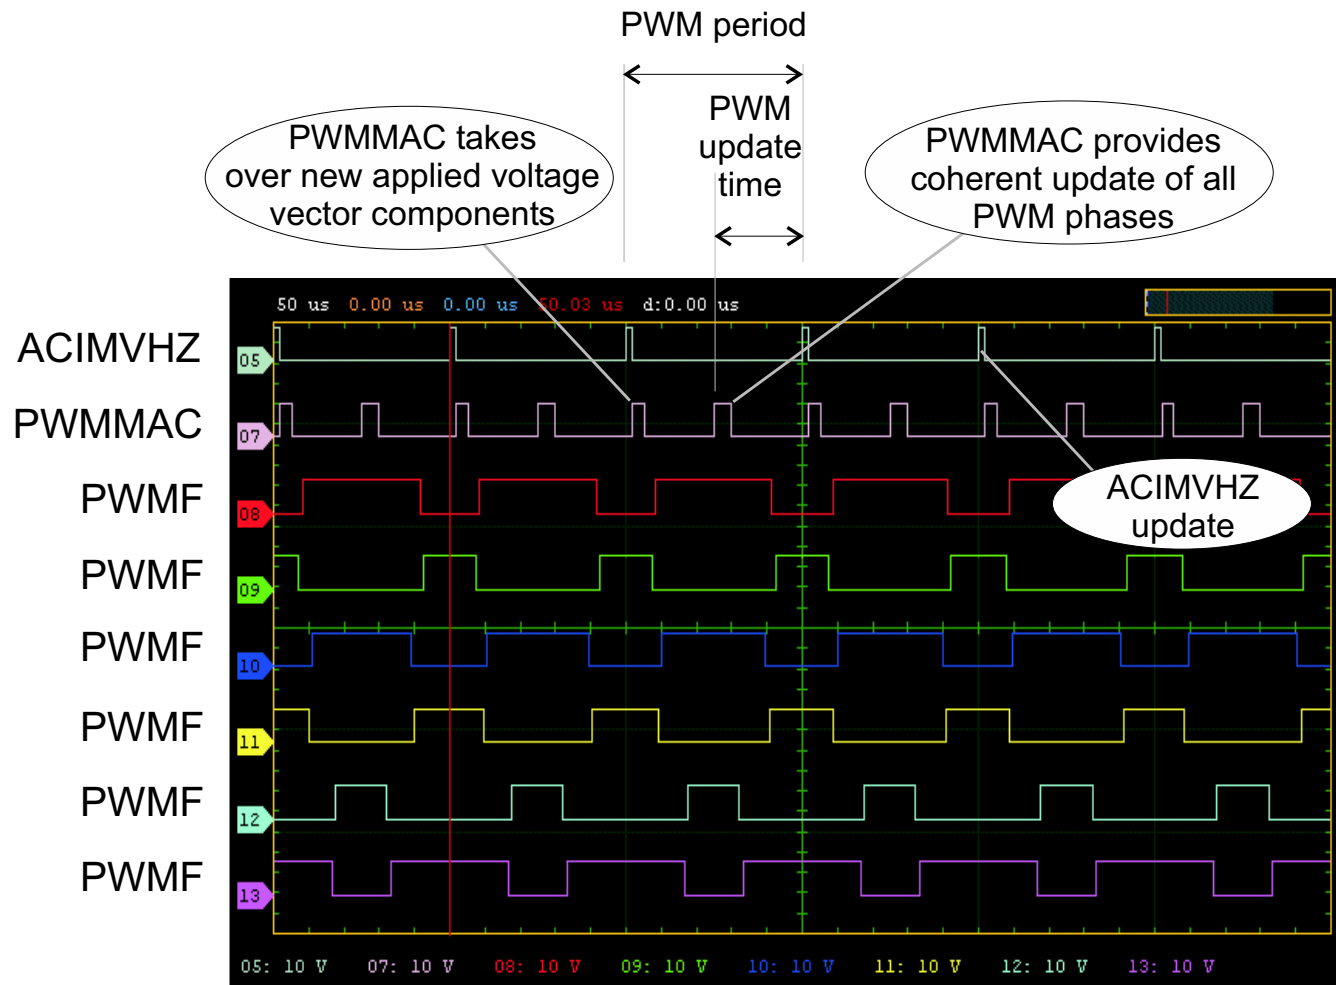 PWM period
PWM
update
time
PWMMAC takes
over new applied voltage
vector components
PWMMAC provides
coherent update of all
PWM phases
50 us 0.00 us 0.00 us 50.03 us d:0.00 us
ACIMVHZ
05
PWMMAC
07
PWMF
08
ACIMVHZ
update
PWMF
09
PWMF
10
PWMF
11
PWMF
12
PWMF
13
05: 10 V 07: 10 V 08: 10 V 09: 10 V 10: 10 V 11: 10 V 12: 10 V 13: 10 V